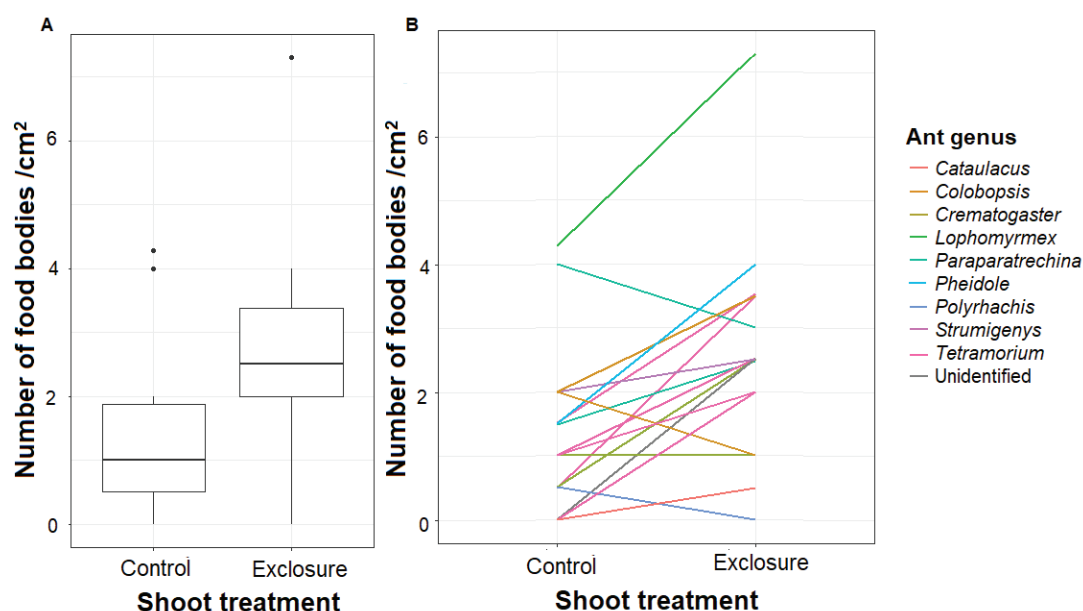 A
Number of food bodies /cm²
6
4
2
0
Control
Exclosure
Shoot treatment
B
Number of food bodies /cm²
6
4
2
0
Control
Exclosure
Shoot treatment
Ant genus
Cataulacus
Colobopsis
Crematogaster
Lophomyrmex
Paraparatrechina
Pheidole
Polyrhachis
Strumigenys
Tetramorium
Unidentified